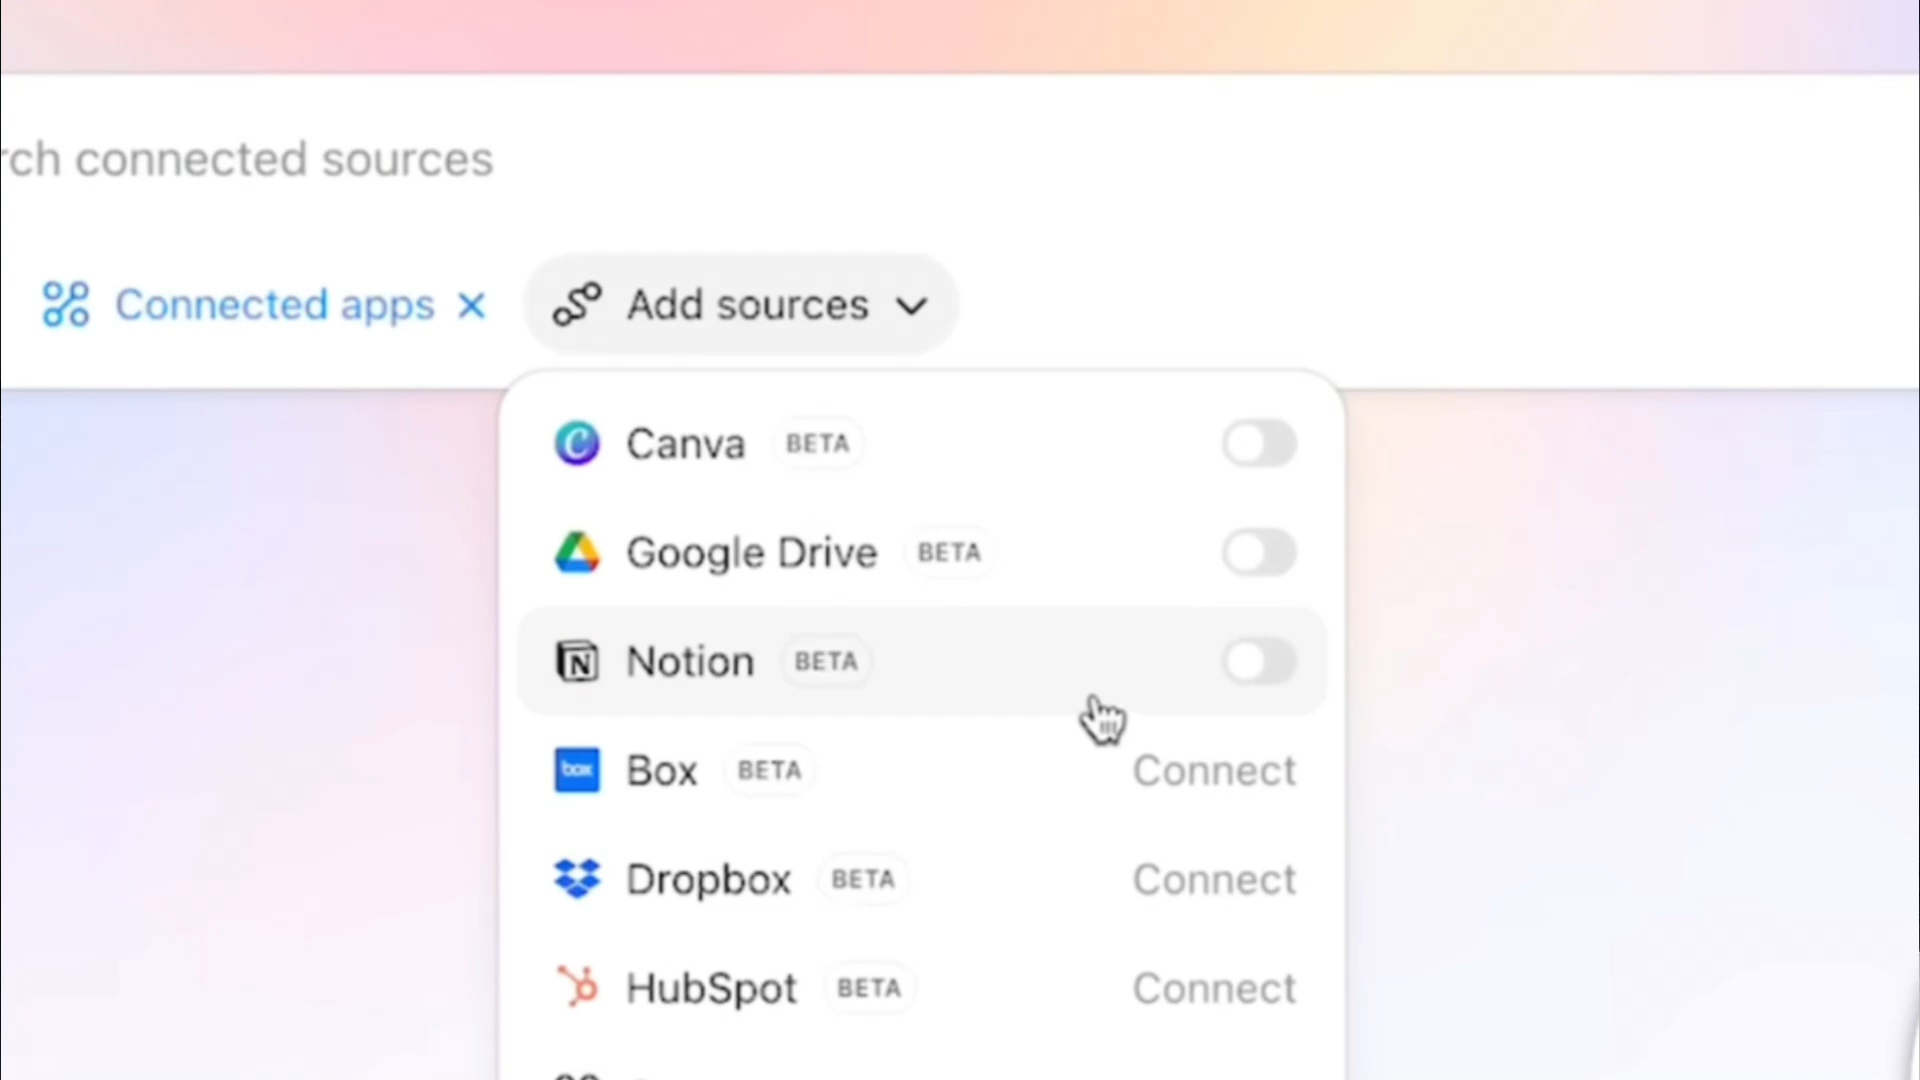 rch connected sources
Connected apps × Add sources
Canva BETA
Google Drive BETA
Notion BETA
box Box BETA Connect
Dropbox BETA Connect
HubSpot BETA Connect